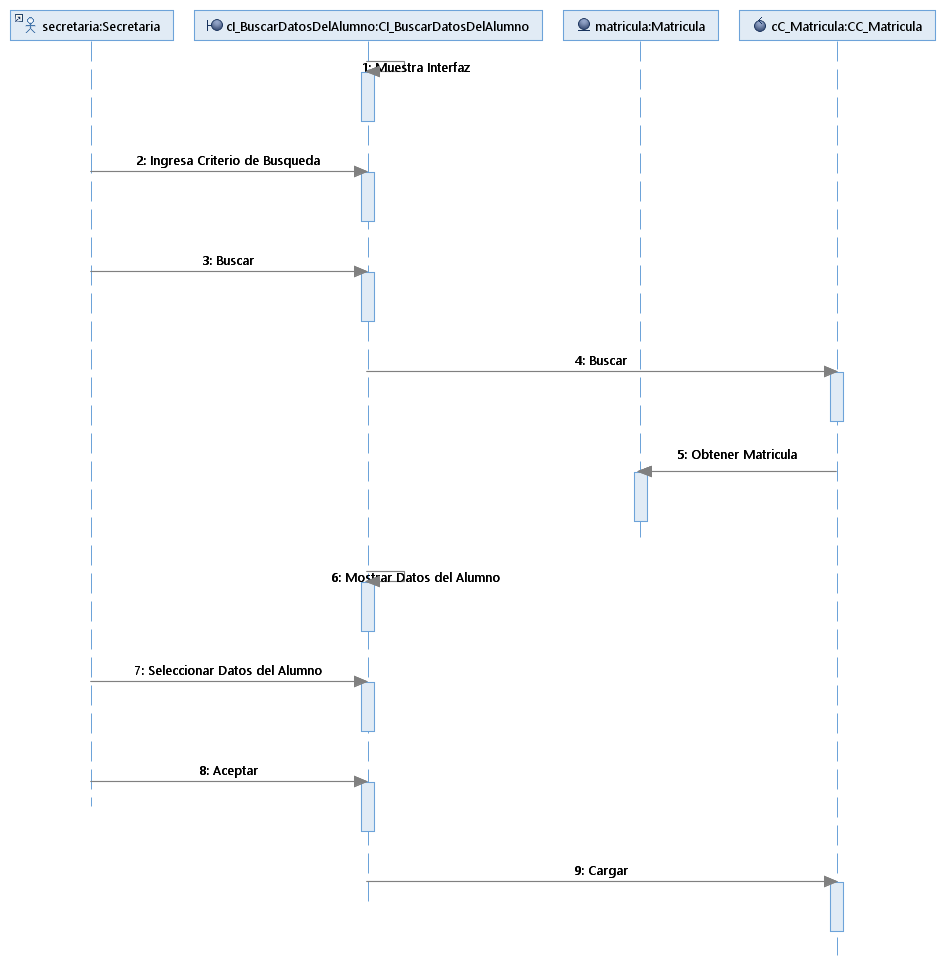 secretaria:Secretaria
cI_BuscarDatosDelAlumno:CI_BuscarDatosDelAlumno
matricula:Matricula
cC_Matricula:CC_Matricula
1: Muestra Interfaz
2: Ingresa Criterio de Busqueda
3: Buscar
4: Buscar
5: Obtener Matricula
6: Mostrar Datos del Alumno
7: Seleccionar Datos del Alumno
8: Aceptar
9: Cargar